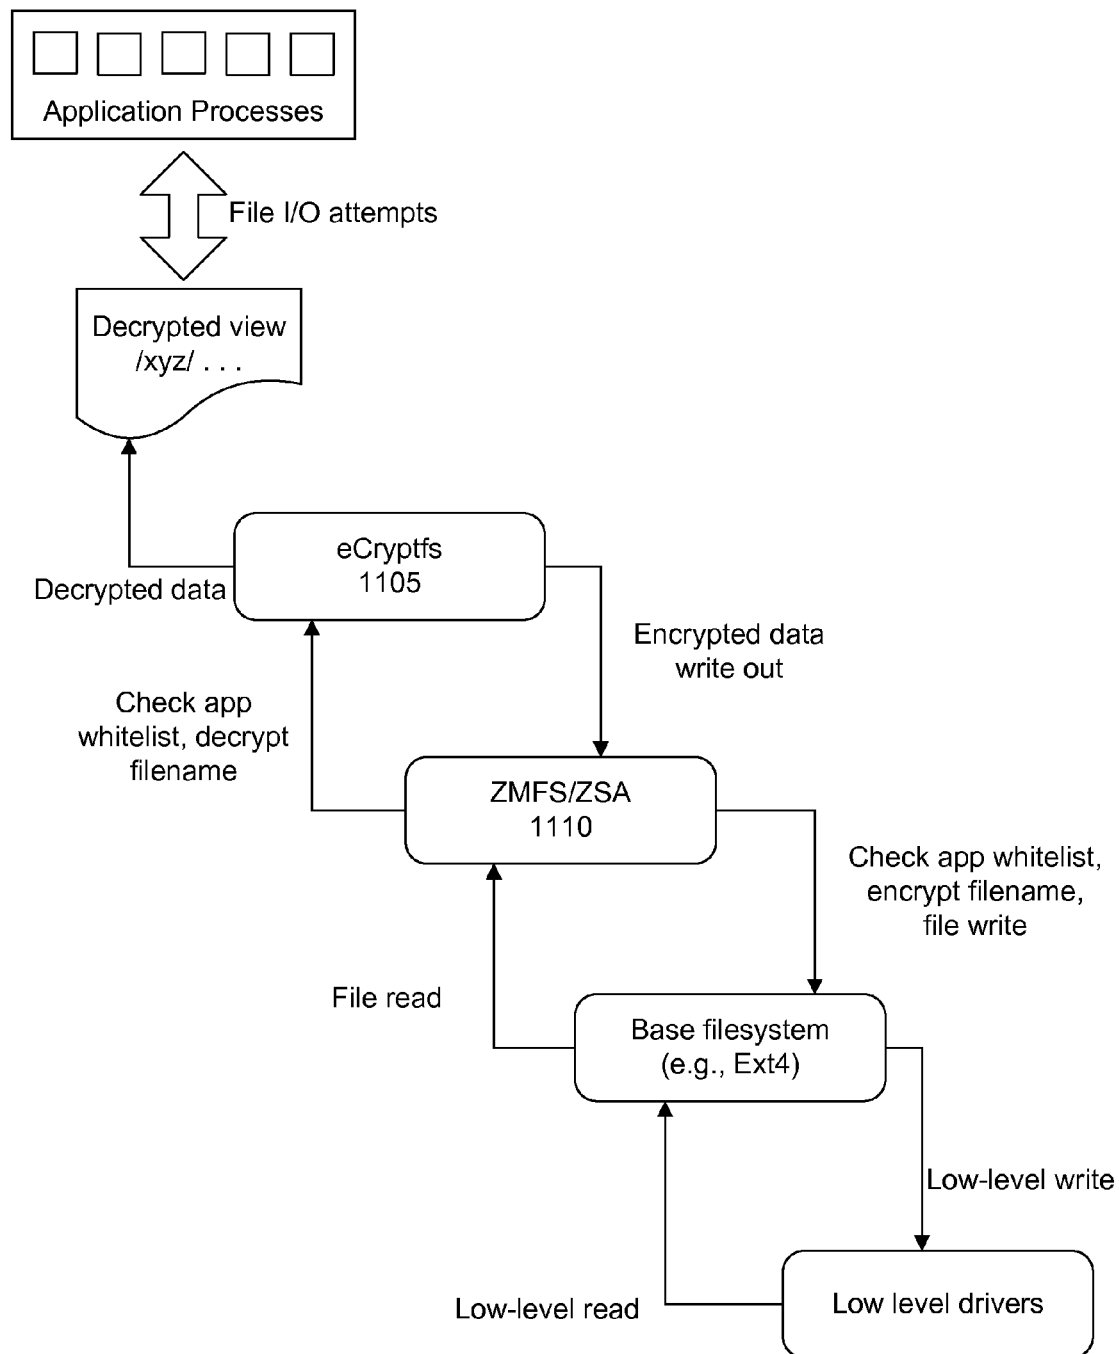 Application Processes
File I/O attempts
Decrypted view
/xyz/ . . .
eCryptfs
1105
Decrypted data
Encrypted data
write out
Check app
whitelist, decrypt
filename
ZMFS/ZSA
1110
Check app whitelist,
encrypt filename,
file write
File read
Base filesystem
(e.g., Ext4)
Low-level write
Low-level read
Low level drivers